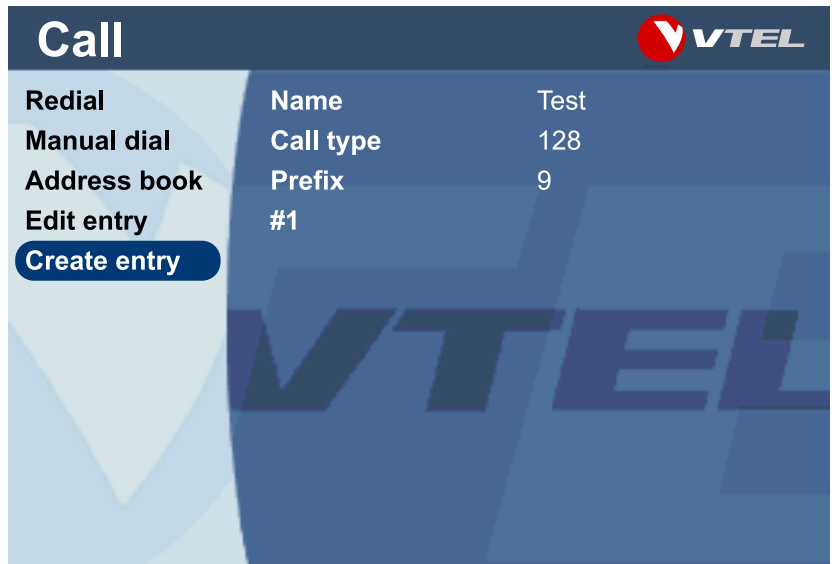 Call
VTEL
Redial
Manual dial
Address book
Edit entry
Create entry
Name Test
Call type 128
Prefix 9
#1
VTEL